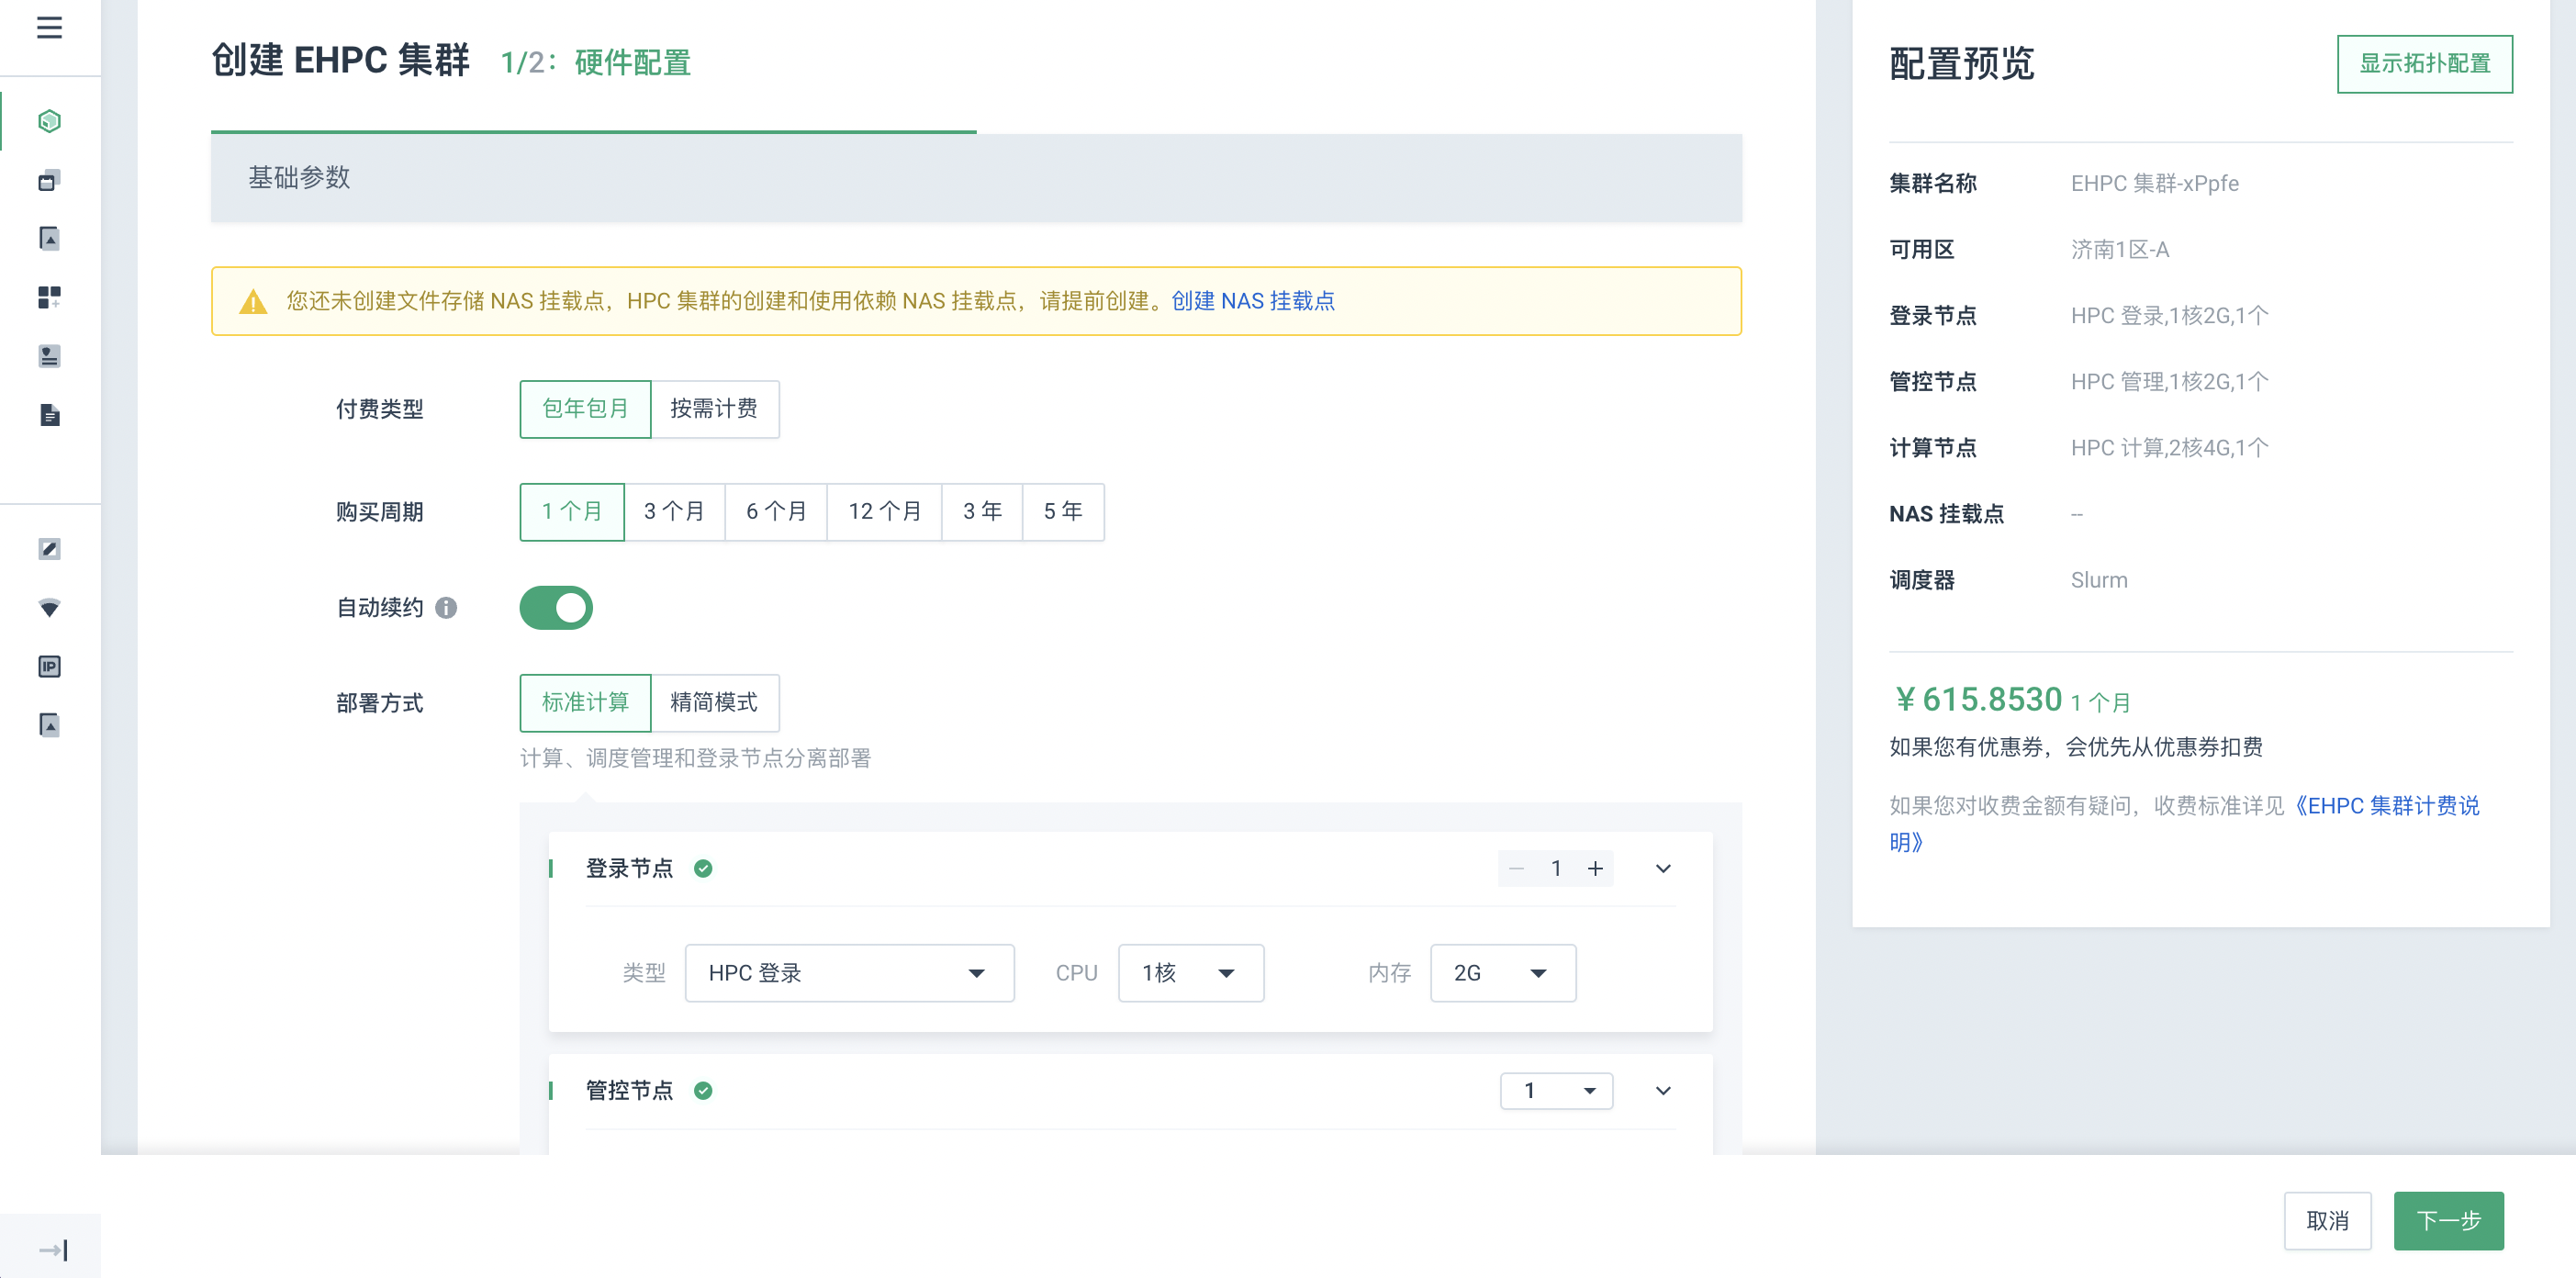 创建 EHPC 集群 1/2: 硬件配置
基础参数
您还未创建文件存储 NAS 挂载点，HPC 集群的创建和使用依赖 NAS 挂载点，请提前创建。创建 NAS 挂载点
付费类型 包年包月 按需计费
购买周期 1 个月 3 个月 6 个月 12 个月 3 年 5 年
自动续约
部署方式 标准计算 精简模式
计算、调度管理和登录节点分离部署
登录节点 1
类型 HPC 登录 CPU 1核 内存 2G
管控节点 1
IP
配置预览 显示拓扑配置
集群名称 EHPC 集群-xPpfe
可用区 济南1区-A
登录节点 HPC 登录,1核2G,1个
管控节点 HPC 管理,1核2G,1个
计算节点 HPC 计算,2核4G,1个
NAS 挂载点 --
调度器 Slurm
￥615.8530 1 个月
如果您有优惠券，会优先从优惠券扣费
如果您对收费金额有疑问，收费标准详见《EHPC 集群计费说
明》
取消 下一步